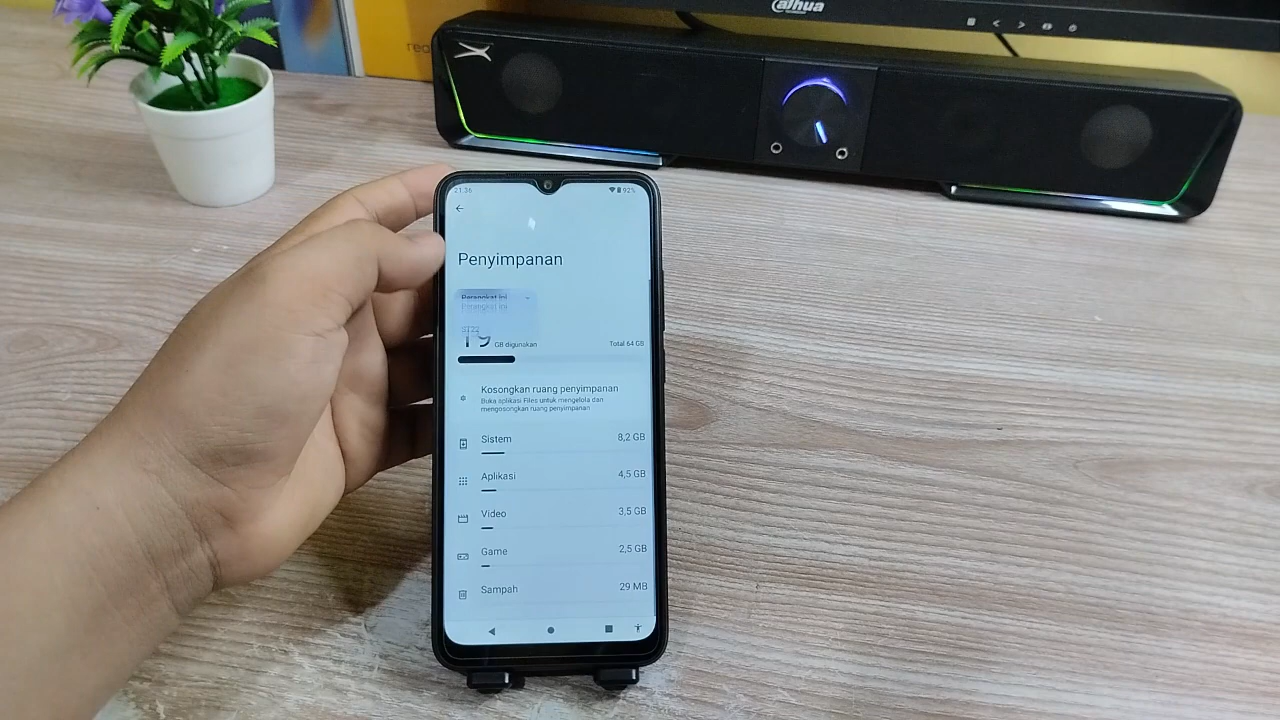 alhua
21.36
92%
Penyimpanan
Perangkat ini
GB digunakan
Total 64 GB
Kosongkan ruang penyimpanan
Buka aplikasi Files untuk mengelola dan
mengosongkan ruang penyimpanan
Sistem
8,2 GB
Aplikasi
4,5 GB
Video
3,5 GB
Game
2,5 GB
Sampah
29 MB